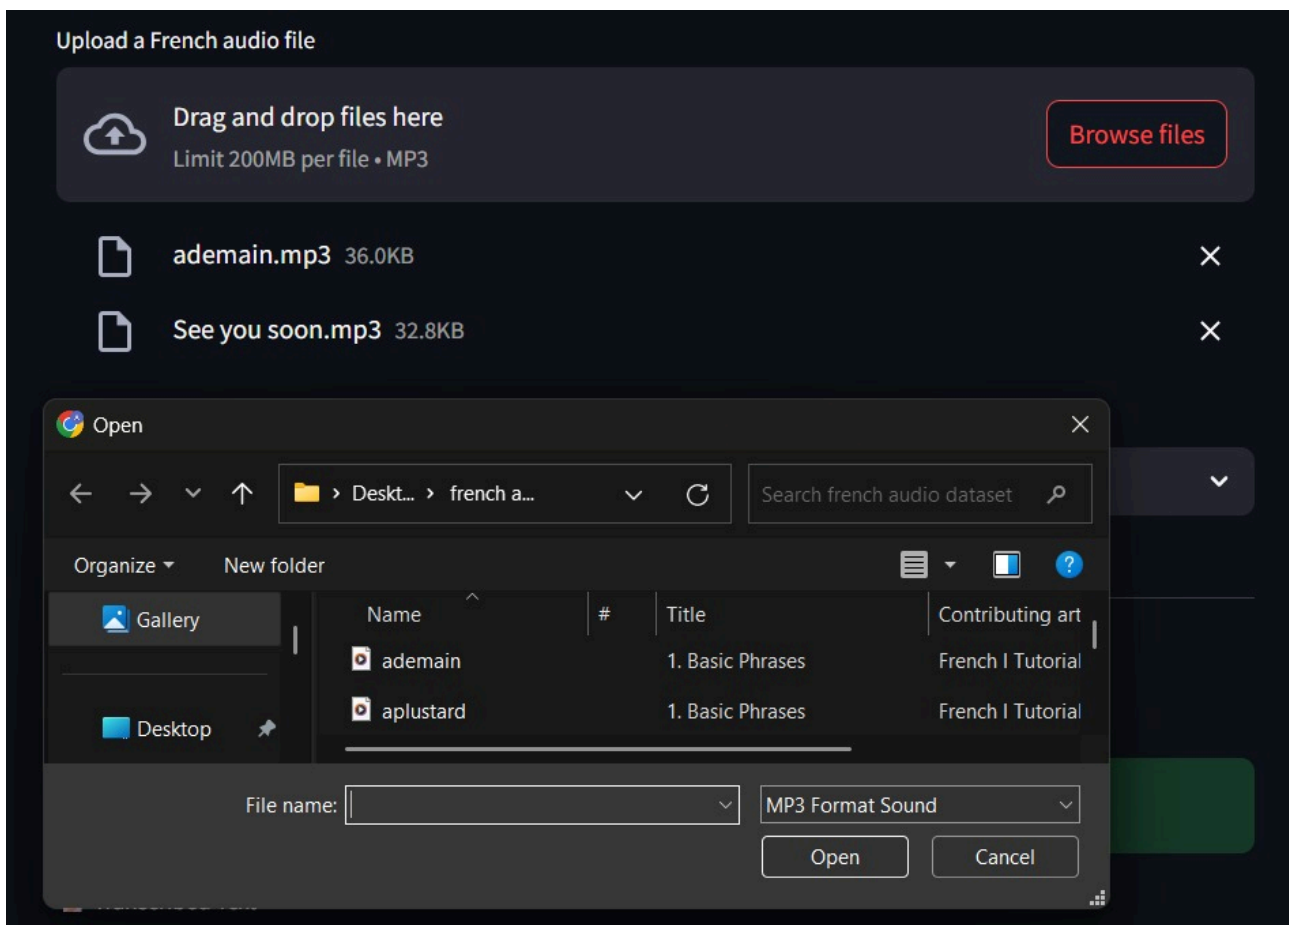 Upload a French audio file
Drag and drop files here
Limit 200MB per file • MP3
Browse files
ademain.mp3 36.0KB
See you soon.mp3 32.8KB
Open
Deskt... › french a...
Search french audio dataset
Organize
New folder
Gallery
Desktop
Name # Title Contributing art
ademain 1. Basic Phrases French I Tutorial
aplustard 1. Basic Phrases French I Tutorial
File name:
MP3 Format Sound
Open
Cancel